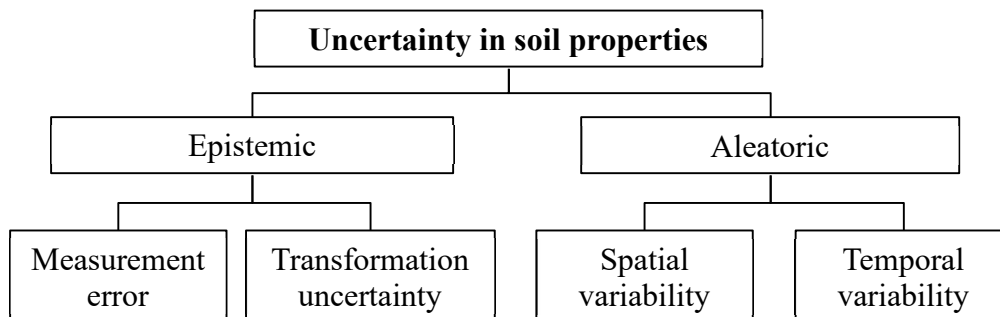 Uncertainty in soil properties
Epistemic
Aleatoric
Measurement
error
Transformation
uncertainty
Spatial
variability
Temporal
variability